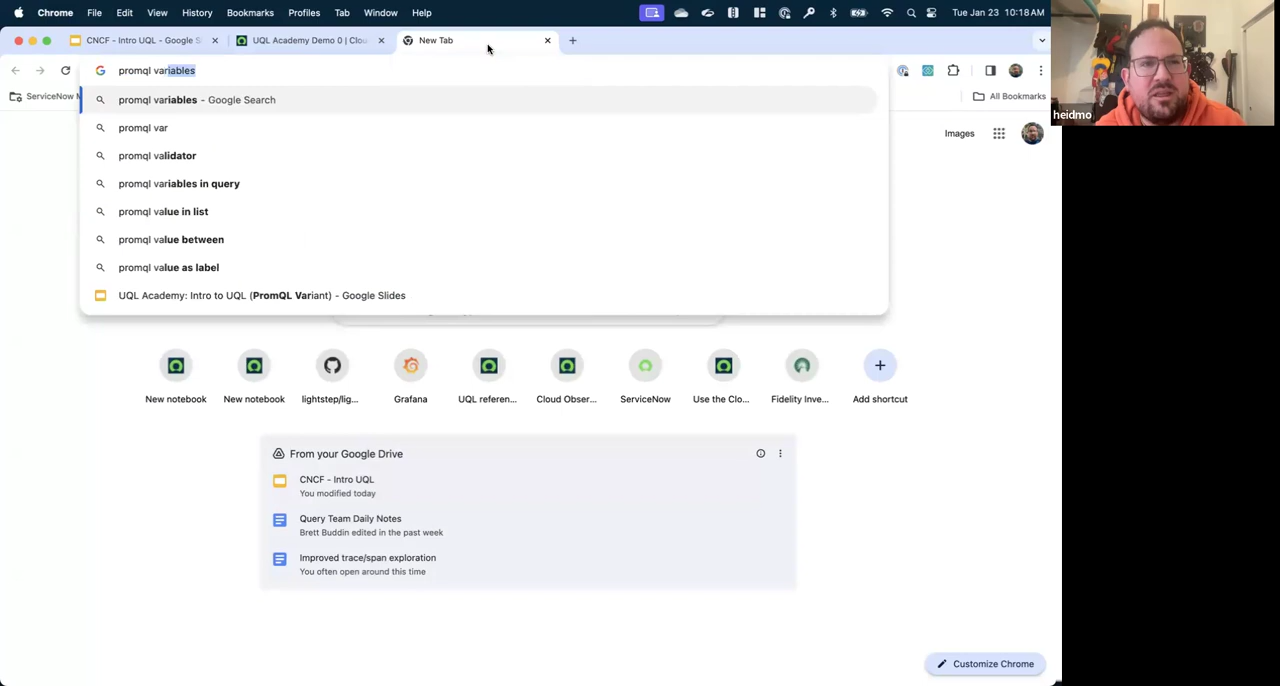 Chrome File Edit View History Bookmarks Profiles Tab Window Help Tue Jan 23 10:18 AM
CNCF - Intro UQL - Google S
UQL Academy Demo 0 | Clou
New Tab
promql variables
ServiceNow M
All Bookmarks
heidmo
promql variables - Google Search
promql var
promql validator
promql variables in query
promql value in list
promql value between
promql value as label
UQL Academy: Intro to UQL (PromQL Variant) - Google Slides
Images
New notebook
New notebook
lightstep/lig...
Grafana
UQL referen...
Cloud Obser...
ServiceNow
Use the Clo...
Fidelity Inve...
Add shortcut
From your Google Drive
CNCF - Intro UQL
You modified today
Query Team Daily Notes
Brett Buddin edited in the past week
Improved trace/span exploration
You often open around this time
Customize Chrome